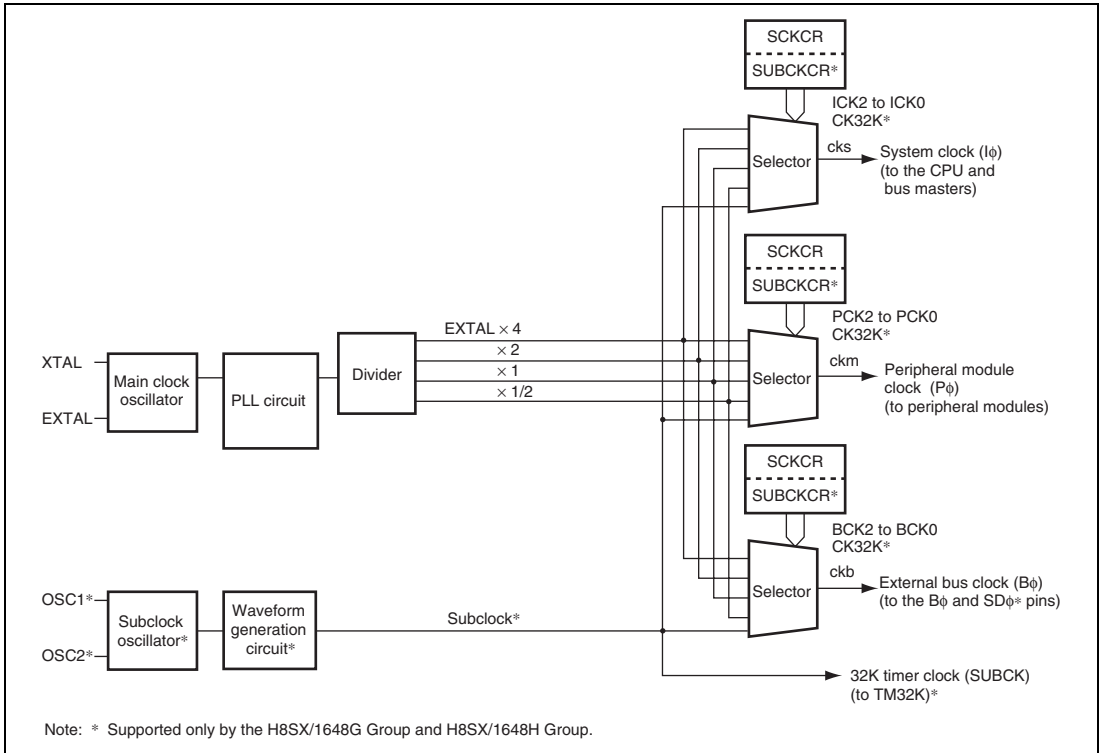 SCKCR
SUBCKCR*
ICK2 to ICK0
CK32K*
Selector
cks
System clock (Iϕ)
(to the CPU and
bus masters)
SCKCR
SUBCKCR*
PCK2 to PCK0
CK32K*
Selector
ckm
Peripheral module
clock (Pϕ)
(to peripheral modules)
XTAL
EXTAL
Main clock
oscillator
PLL circuit
Divider
EXTAL × 4
× 2
× 1
× 1/2
SCKCR
SUBCKCR*
BCK2 to BCK0
CK32K*
Selector
ckb
External bus clock (Bϕ)
(to the Bϕ and SDϕ* pins)
OSC1*
OSC2*
Subclock
oscillator*
Waveform
generation
circuit*
Subclock*
32K timer clock (SUBCK)
(to TM32K)*
Note: * Supported only by the H8SX/1648G Group and H8SX/1648H Group.